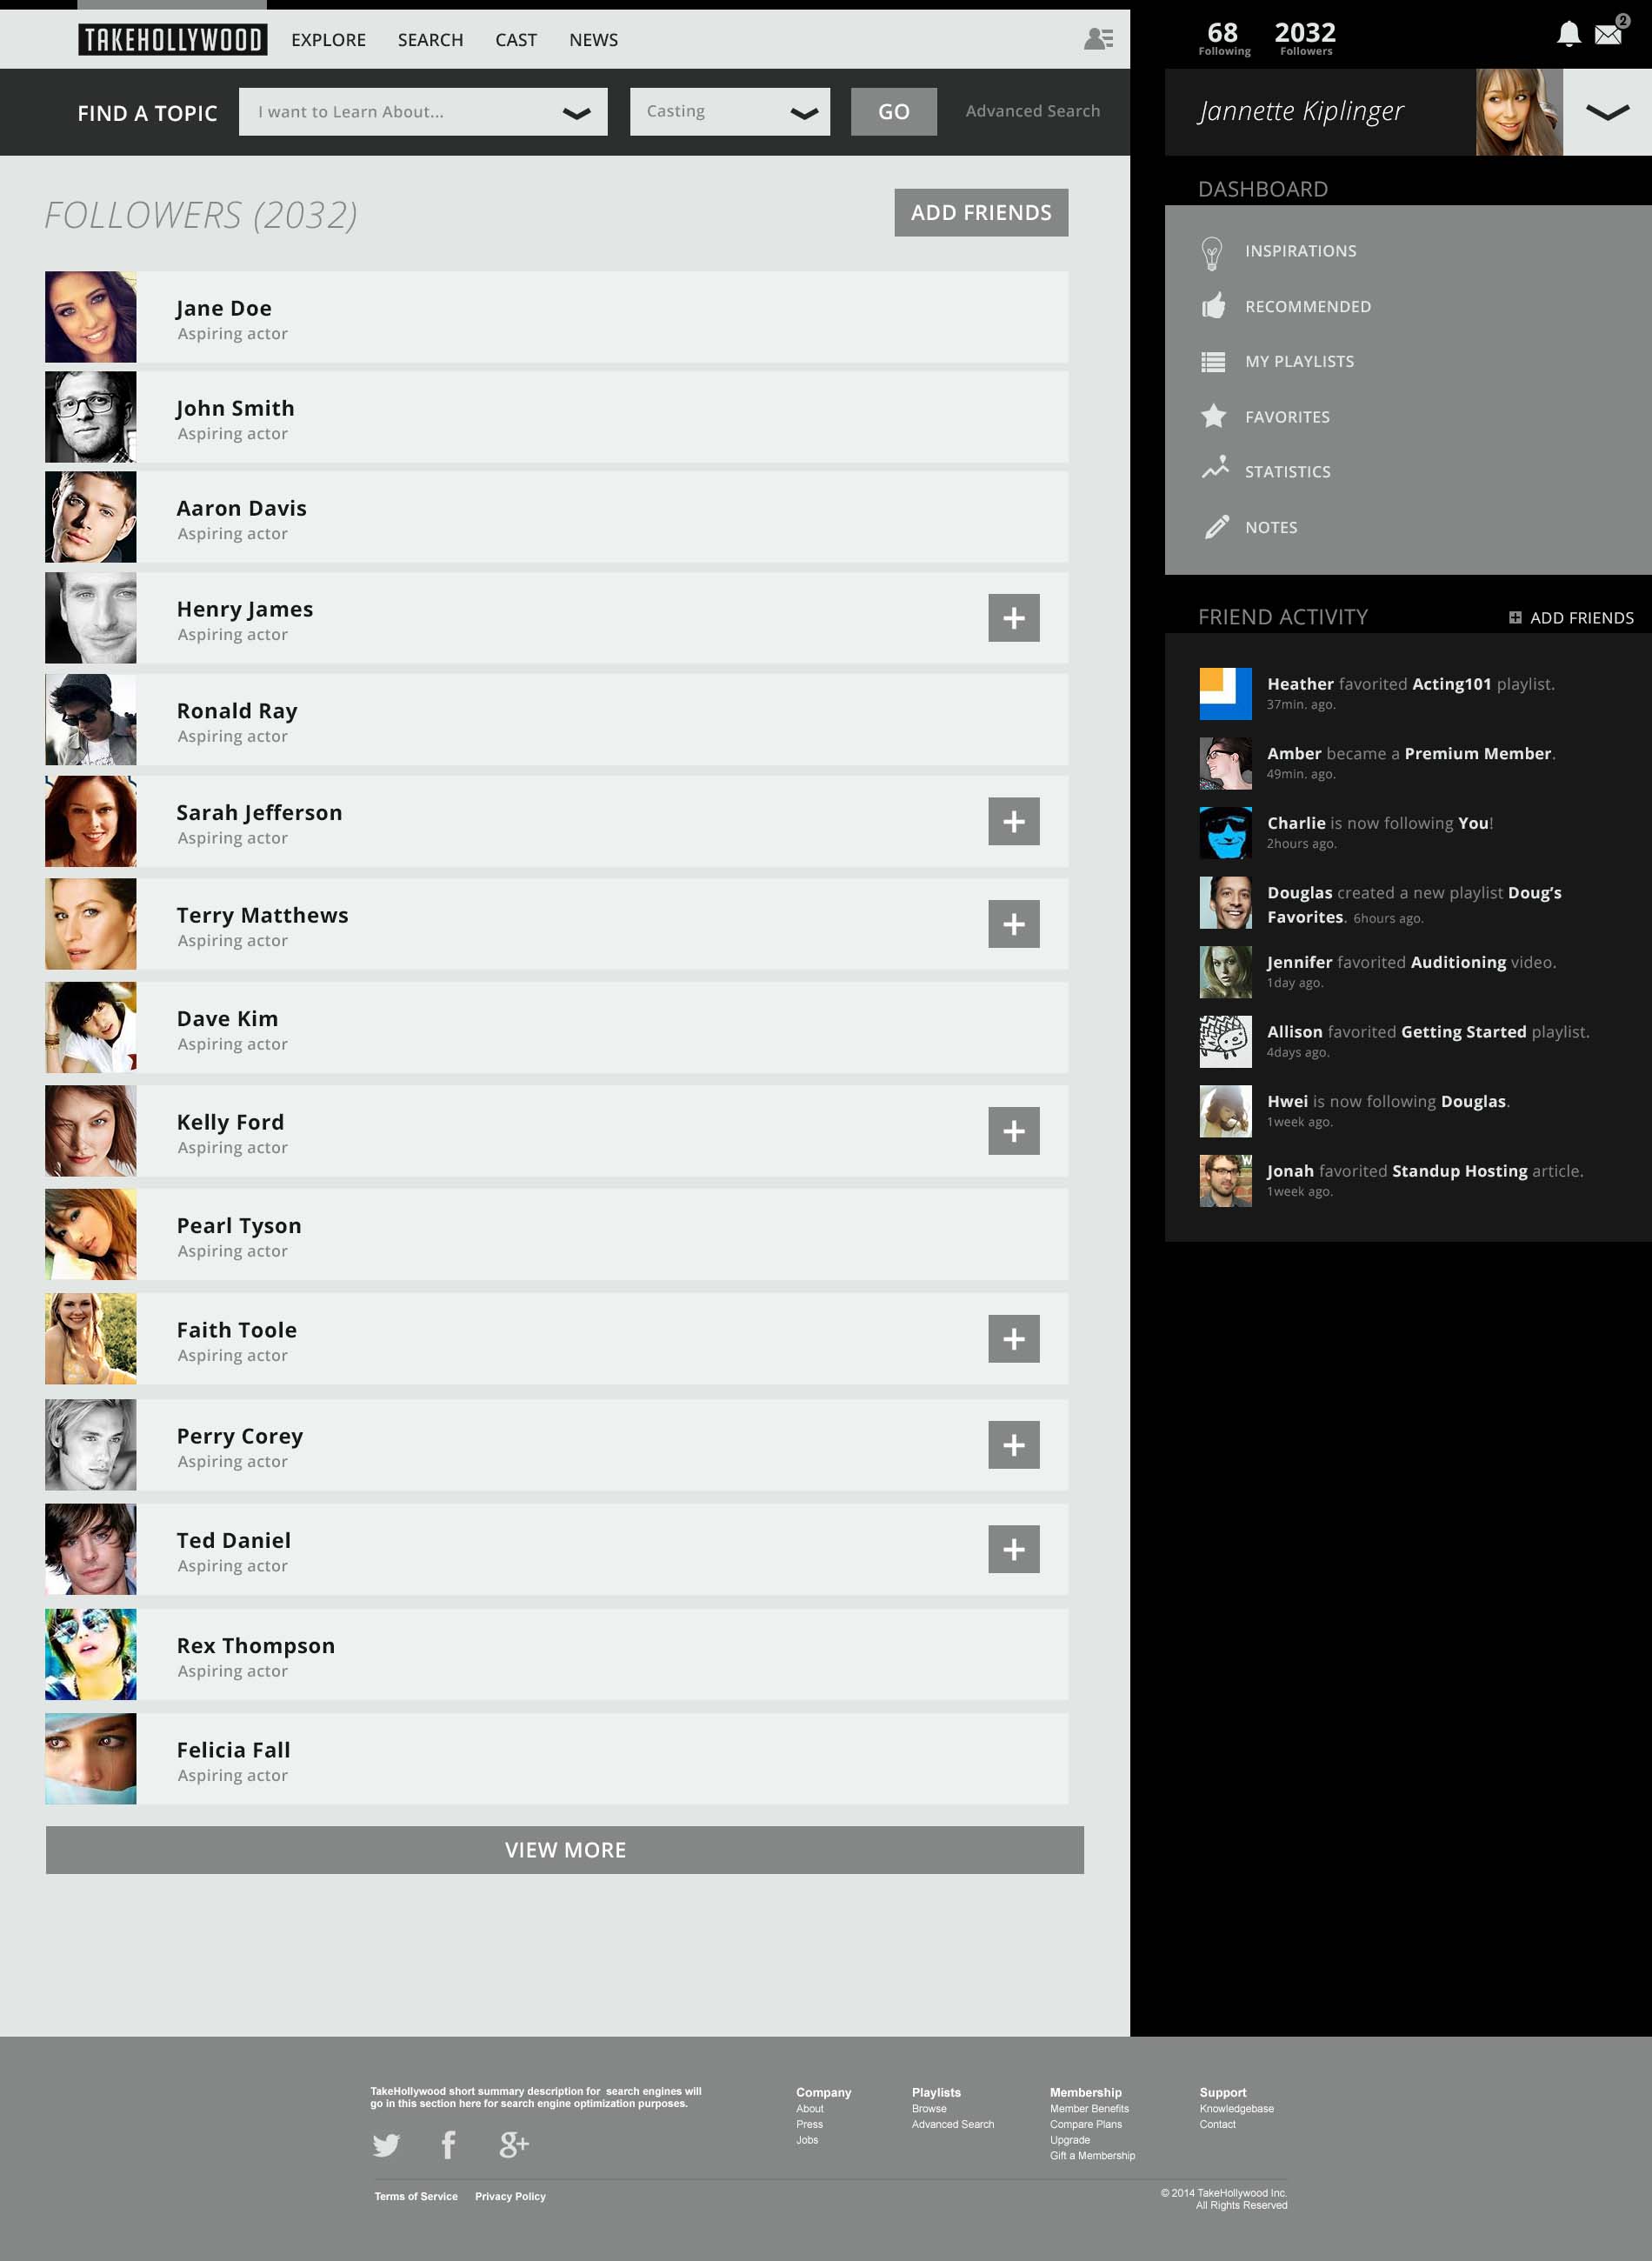 TAKEHOLLYWOOD EXPLORE SEARCH CAST NEWS
68 2032 2
Following Followers
FIND A TOPIC I want to Learn About... Casting GO Advanced Search
Jannette Kiplinger
FOLLOWERS (2032) ADD FRIENDS
Jane Doe
Aspiring actor
John Smith
Aspiring actor
Aaron Davis
Aspiring actor
Henry James
Aspiring actor
Ronald Ray
Aspiring actor
Sarah Jefferson
Aspiring actor
Terry Matthews
Aspiring actor
Dave Kim
Aspiring actor
Kelly Ford
Aspiring actor
Pearl Tyson
Aspiring actor
Faith Toole
Aspiring actor
Perry Corey
Aspiring actor
Ted Daniel
Aspiring actor
Rex Thompson
Aspiring actor
Felicia Fall
Aspiring actor
VIEW MORE
DASHBOARD
INSPIRATIONS
RECOMMENDED
MY PLAYLISTS
FAVORITES
STATISTICS
NOTES
FRIEND ACTIVITY ADD FRIENDS
Heather favorited Acting101 playlist.
37min. ago.
Amber became a Premium Member.
49min. ago.
Charlie is now following You!
2hours ago.
Douglas created a new playlist Doug's
Favorites. 6hours ago.
Jennifer favorited Auditioning video.
1day ago.
Allison favorited Getting Started playlist.
4days ago.
Hwei is now following Douglas.
1week ago.
Jonah favorited Standup Hosting article.
1week ago.
TakeHollywood short summary description for search engines will
go in this section here for search engine optimization purposes.
Company
About
Press
Jobs
Playlists
Browse
Advanced Search
Membership
Member Benefits
Compare Plans
Upgrade
Gift a Membership
Support
Knowledgebase
Contact
Terms of Service Privacy Policy
© 2014 TakeHollywood Inc.
All Rights Reserved